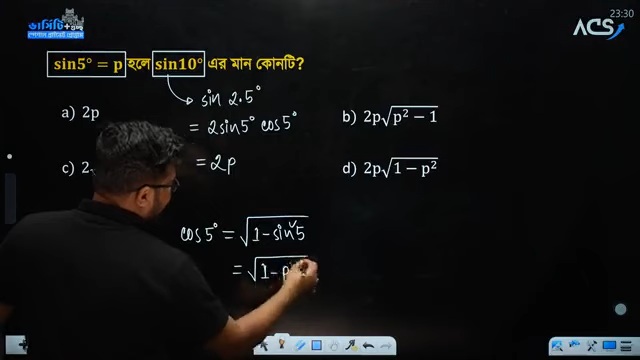 23:30
ভার্সিটি
স্পেশাল প্রাইভেট প্রোগ্রাম
ACS
sin5° = p হলে sin10° এর মান কোনটি?
sin 2.5°
a) 2p
b) 2p√(p² − 1)
= 2sin5° cos5°
= 2p
c) 2
d) 2p√(1 − p²)
cos5° = √(1 − sin²5)
= √(1 − p